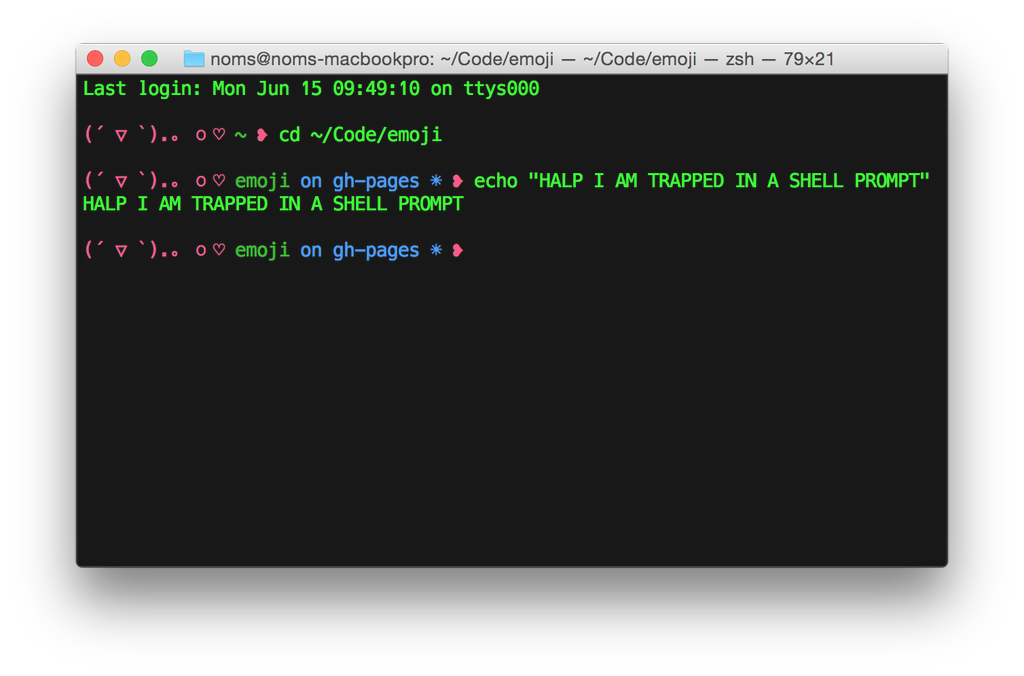 noms@noms-macbookpro: ~/Code/emoji — ~/Code/emoji — zsh — 79×21
Last login: Mon Jun 15 09:49:10 on ttys000
(´ ▽ `).。 o♡ ~ ❥ cd ~/Code/emoji
(´ ▽ `).。 o♡ emoji on gh-pages ✳ ❥ echo "HALP I AM TRAPPED IN A SHELL PROMPT"
HALP I AM TRAPPED IN A SHELL PROMPT
(´ ▽ `).。 o♡ emoji on gh-pages ✳ ❥